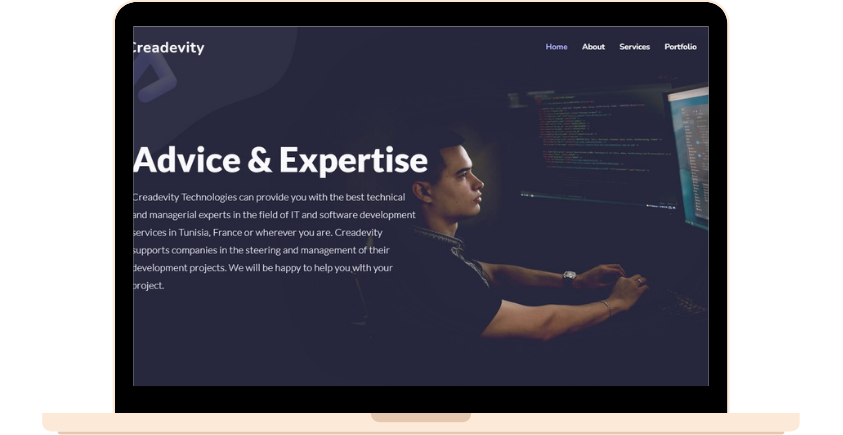 Creadevity
Home About Services Portfolio
Advice & Expertise
Creadevity Technologies can provide you with the best technical
and managerial experts in the field of IT and software development
services in Tunisia, France or wherever you are. Creadevity
supports companies in the steering and management of their
development projects. We will be happy to help you with your
project.